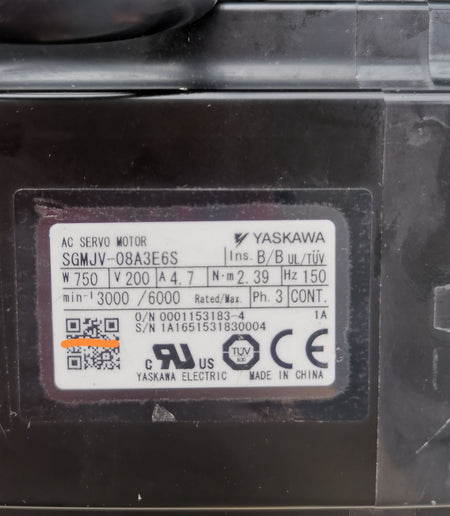 AC SERVO MOTOR YASKAWA
SGMJV-08A3E6S Ins. B/B UL/TÜV
W 750 V 200 A 4.7 N·m 2.39 Hz 150
min⁻¹ 3000 /6000 Rated/Max. Ph. 3 CONT.
O/N 0001153183-4 1A
S/N 1A1651531830004
C RU US TÜV CE
YASKAWA ELECTRIC MADE IN CHINA